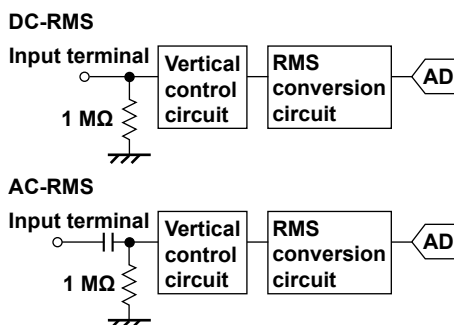 DC-RMS
Input terminal
1 MΩ
Vertical
control
circuit
RMS
conversion
circuit
AD
AC-RMS
Input terminal
1 MΩ
Vertical
control
circuit
RMS
conversion
circuit
AD